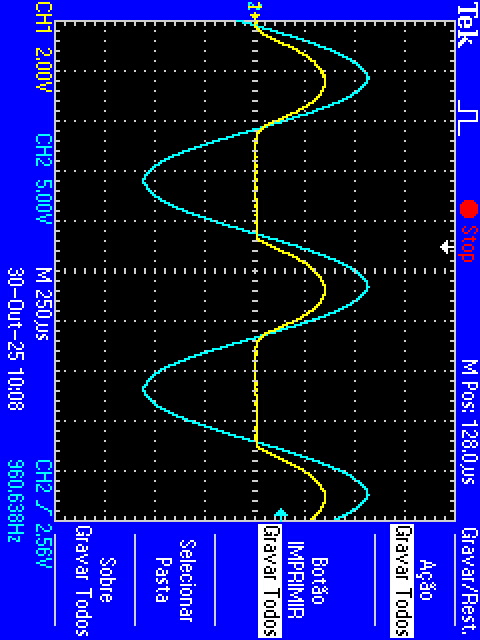 Tek Stop M Pos: 128.0µs Gravar/Rest.
Ação
Gravar Todos
Botão
IMPRIMIR
Gravar Todos
Selecionar
Pasta
Sobre
Gravar Todos
CH1 2.00V CH2 5.00V M 250µs CH2 2.56V
30-Out-25 10:08 960.638Hz